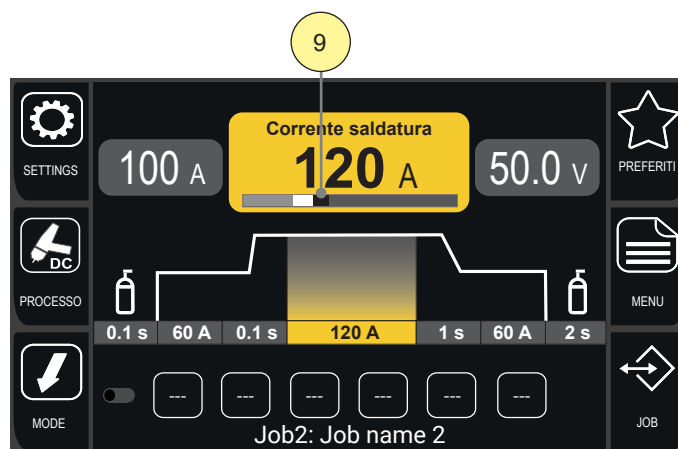 9
Corrente saldatura
100 A
120 A
50.0 V
SETTINGS
PREFERITI
DC
PROCESSO
MENU
0.1 s 60 A 0.1 s 120 A 1 s 60 A 2 s
--- --- --- --- --- ---
MODE
JOB
Job2: Job name 2